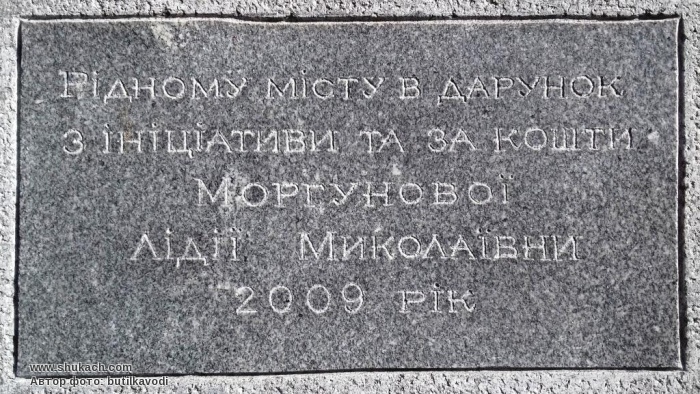 Рідному місту в дарунок
з ініціативи та за кошти
Моргунової
Лідії Миколаївни
2009 рік
www.shukach.com
Автор фото: butilkavodi